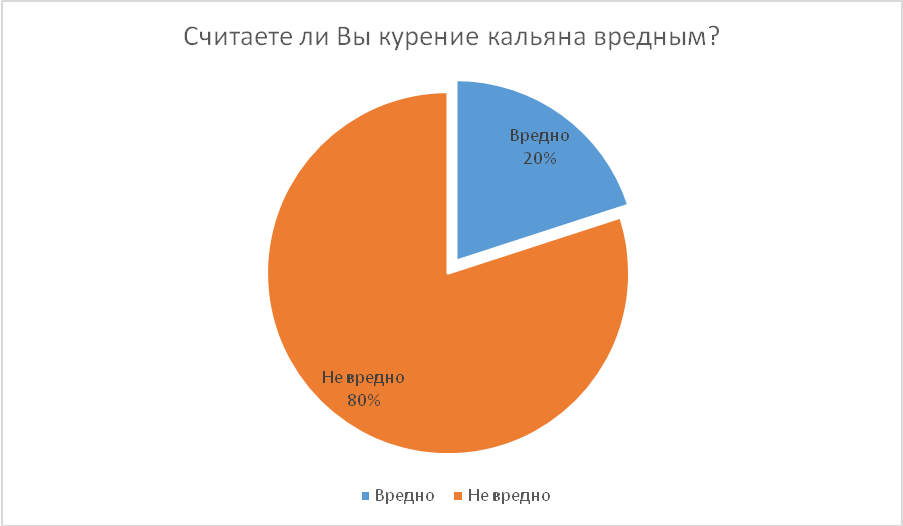 Считаете ли Вы курение кальяна вредным?
Вредно
20%
Не вредно
80%
Вредно Не вредно